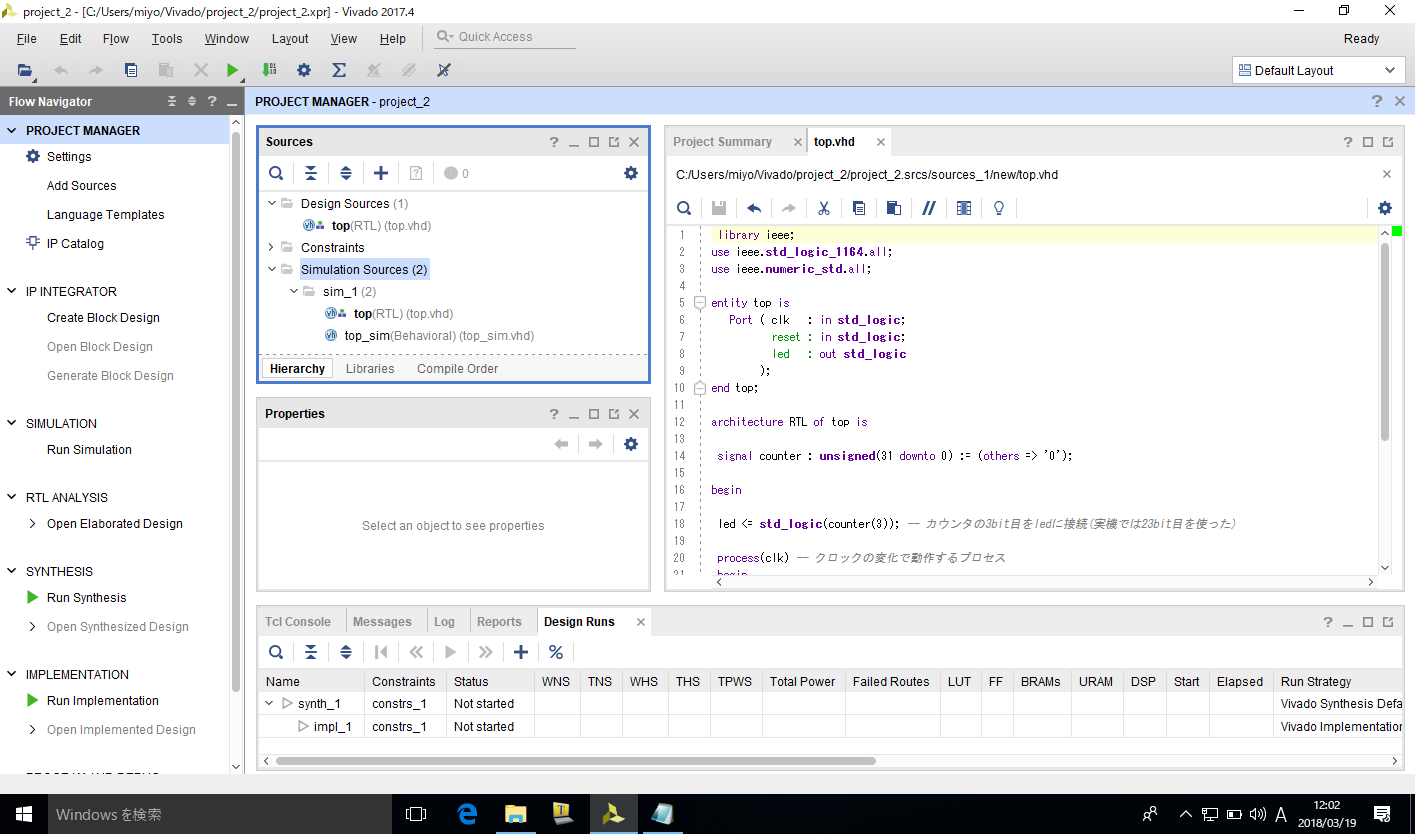 project_2 - [C:/Users/miyo/Vivado/project_2/project_2.xpr] - Vivado 2017.4
File Edit Flow Tools Window Layout View Help Quick Access Ready
Default Layout
Flow Navigator
PROJECT MANAGER - project_2
PROJECT MANAGER
Settings
Add Sources
Language Templates
IP Catalog
IP INTEGRATOR
Create Block Design
Open Block Design
Generate Block Design
SIMULATION
Run Simulation
RTL ANALYSIS
Open Elaborated Design
SYNTHESIS
Run Synthesis
Open Synthesized Design
IMPLEMENTATION
Run Implementation
Open Implemented Design
Sources
0
Design Sources (1)
top(RTL) (top.vhd)
Constraints
Simulation Sources (2)
sim_1 (2)
top(RTL) (top.vhd)
top_sim(Behavioral) (top_sim.vhd)
Hierarchy Libraries Compile Order
Properties
Select an object to see properties
Project Summary top.vhd
C:/Users/miyo/Vivado/project_2/project_2.srcs/sources_1/new/top.vhd
1 library ieee;
2 use ieee.std_logic_1164.all;
3 use ieee.numeric_std.all;
4
5 entity top is
6 Port ( clk : in std_logic;
7 reset : in std_logic;
8 led : out std_logic
9 );
10 end top;
11
12 architecture RTL of top is
13
14 signal counter : unsigned(31 downto 0) := (others => '0');
15
16 begin
17
18 led <= std_logic(counter(3)); -- カウンタの3bit目をledに接続(実機では23bit目を使った)
19
20 process(clk) -- クロックの変化で動作するプロセス
21 begin
Tcl Console Messages Log Reports Design Runs
Name Constraints Status WNS TNS WHS THS TPWS Total Power Failed Routes LUT FF BRAMs URAM DSP Start Elapsed Run Strategy
synth_1 constrs_1 Not started Vivado Synthesis Defa
impl_1 constrs_1 Not started Vivado Implementation
Windows を検索
A
12:02
2018/03/19